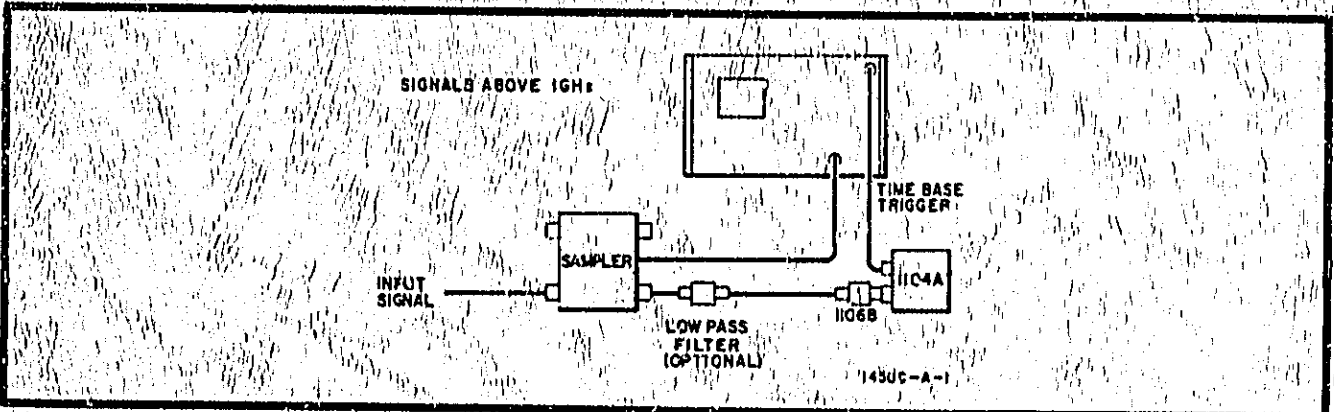 SIGNALS ABOVE 1GHz
TIME BASE
TRIGGER
SAMPLER
1104A
INPUT
SIGNAL
1106B
LOW PASS
FILTER
(OPTIONAL)